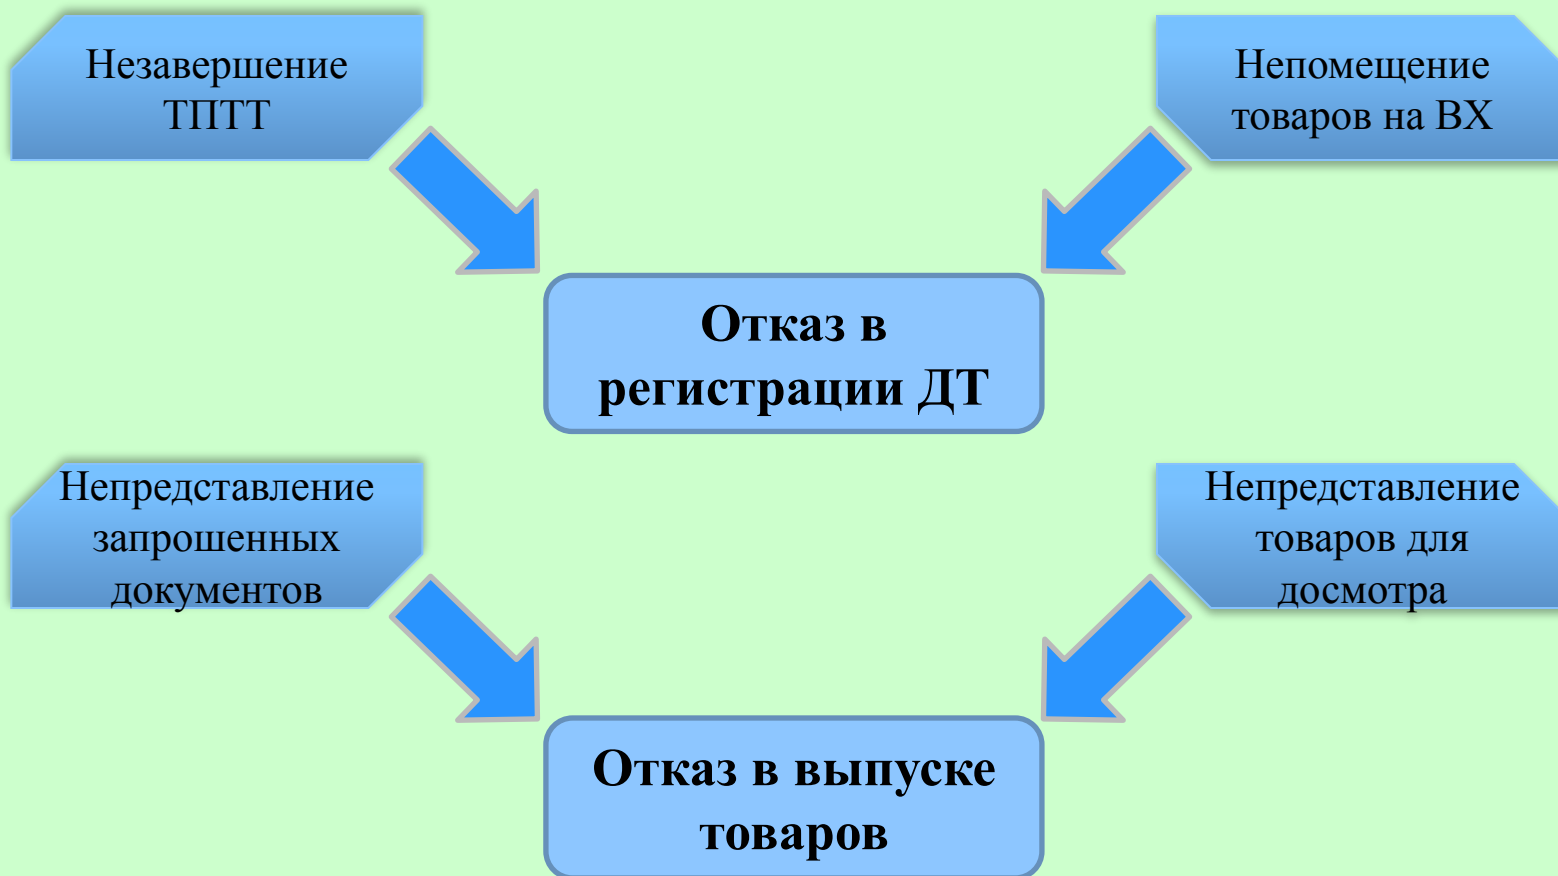 Незавершение
ТПТТ
Непомещение
товаров на ВХ
Отказ в
регистрации ДТ
Непредставление
запрошенных
документов
Непредставление
товаров для
досмотра
Отказ в выпуске
товаров